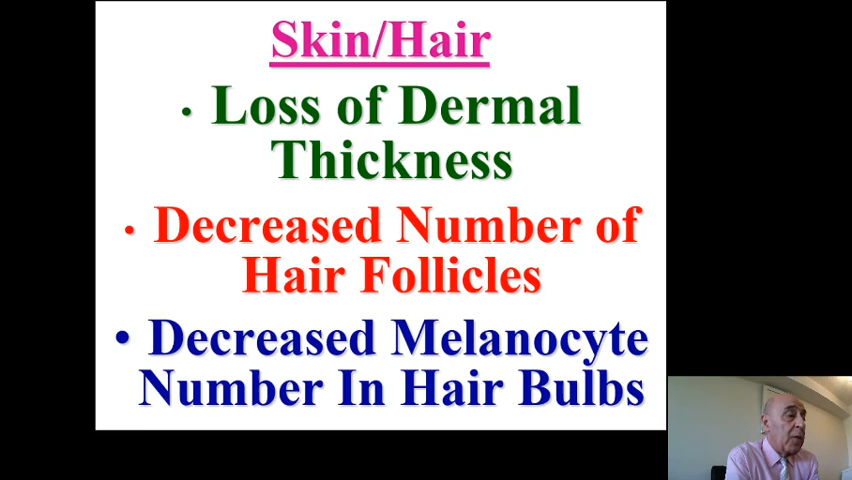 Skin/Hair
• Loss of Dermal
Thickness
• Decreased Number of
Hair Follicles
• Decreased Melanocyte
Number In Hair Bulbs